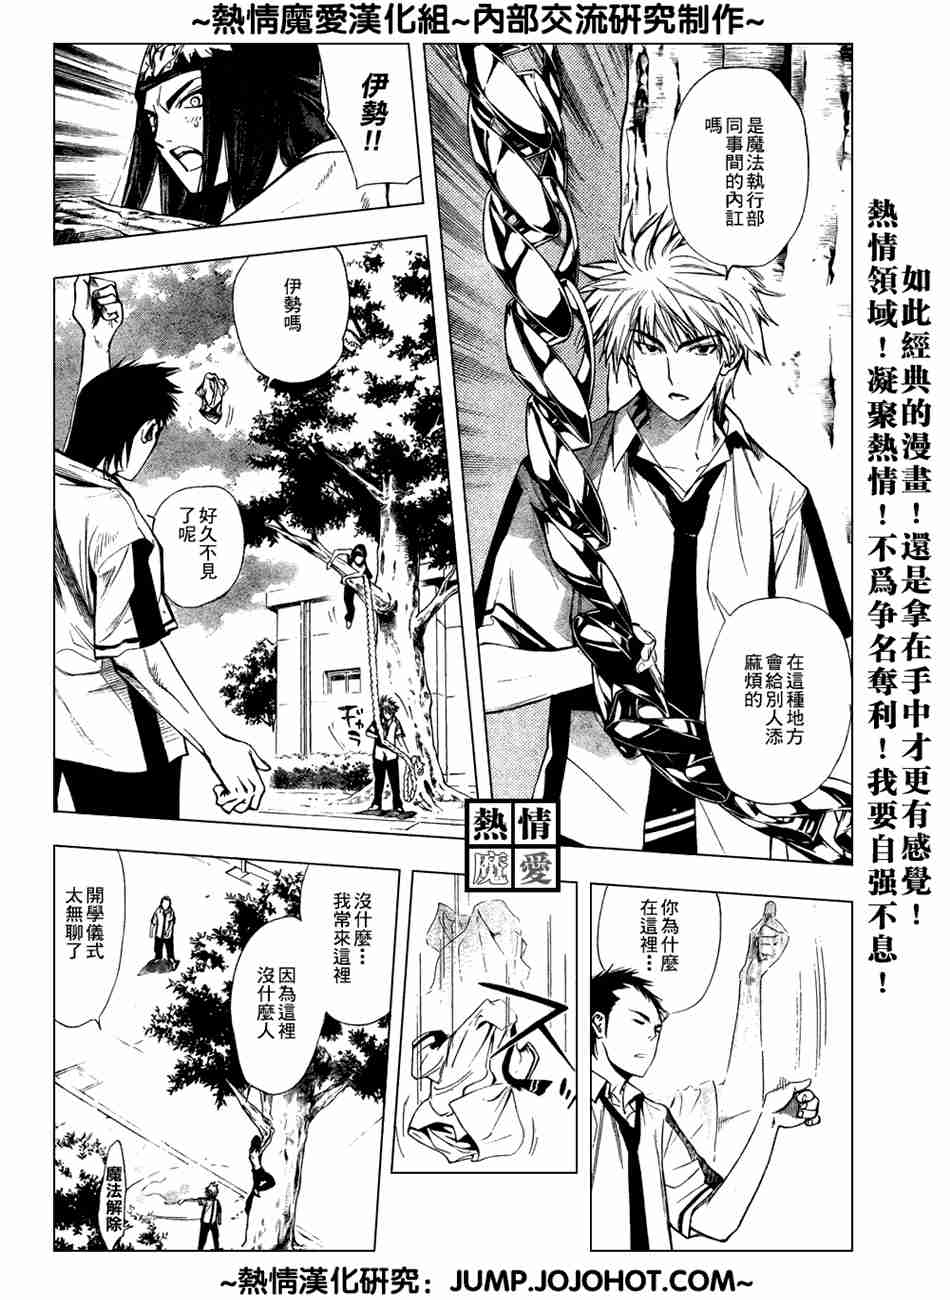 ~熱情魔愛漢化組~內部交流研究制作~
是魔法執行部
同事間的內訌
嗎
在這種地方
會給別人添
麻煩的
伊勢!!
伊勢嗎
好久不見
了呢
你為什麼
在這裡…
沒什麼…
我常來這裡
因為這裡
沒什麼人
開學儀式
太無聊了
魔法解除
熱情
魔愛
如此經典的漫畫！還是拿在手中才更有感覺！
熱情領域！凝聚熱情！不爲争名奪利！我要自强不息！
~熱情漢化研究：JUMP.JOJOHOT.COM~